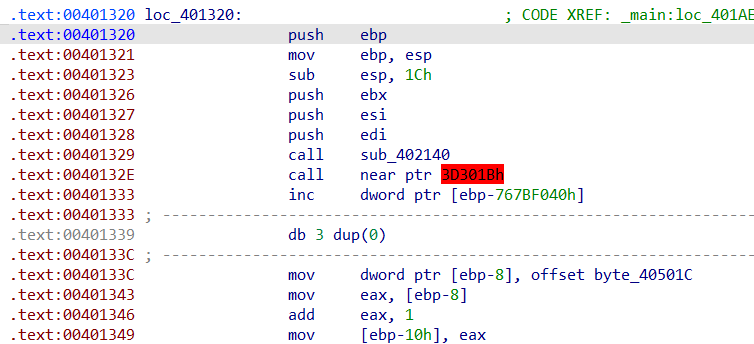 .text:00401320 loc_401320: ; CODE XREF: _main:loc_401AE
.text:00401320 push ebp
.text:00401321 mov ebp, esp
.text:00401323 sub esp, 1Ch
.text:00401326 push ebx
.text:00401327 push esi
.text:00401328 push edi
.text:00401329 call sub_402140
.text:0040132E call near ptr 3D301Bh
.text:00401333 inc dword ptr [ebp-767BF040h]
.text:00401333 ; ---------------------------------------------------------------
.text:00401339 db 3 dup(0)
.text:0040133C ; ---------------------------------------------------------------
.text:0040133C mov dword ptr [ebp-8], offset byte_40501C
.text:00401343 mov eax, [ebp-8]
.text:00401346 add eax, 1
.text:00401349 mov [ebp-10h], eax